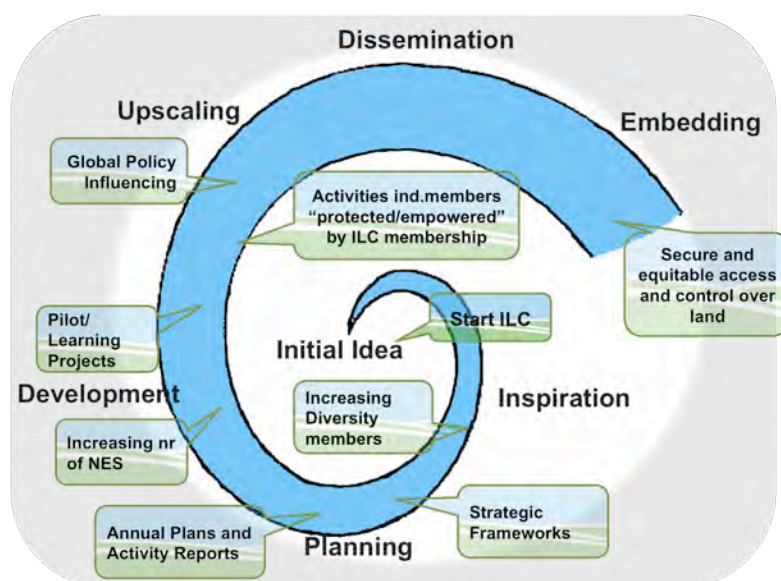 Dissemination
Upscaling
Embedding
Global Policy
Influencing
Activities ind.members
“protected/empowered”
by ILC membership
Secure and
equitable access
and control over
land
Pilot/
Learning
Projects
Start ILC
Initial Idea
Development
Increasing
Diversity
members
Inspiration
Increasing nr
of NES
Annual Plans and
Activity Reports
Strategic
Frameworks
Planning